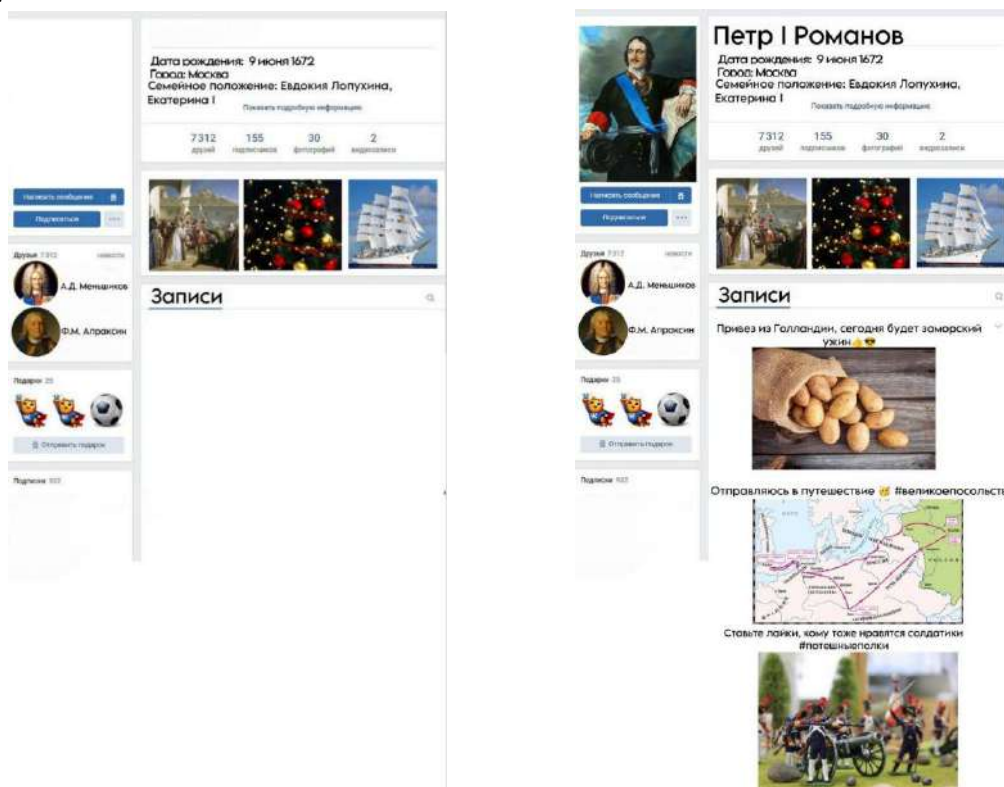 Дата рождения: 9 июня 1672
Город: Москва
Семейное положение: Евдокия Лопухина,
Екатерина I
Показать подробную информацию
7312 155 30 2
друзей подписчиков фотографий видеозаписи
Написать сообщение
Подписаться
Друзья 7312 новости
А.Д. Меньшиков
Ф.М. Апраксин
Записи
Подарки 25
Отправить подарок
Подписки
Петр I Романов
Дата рождения: 9 июня 1672
Город: Москва
Семейное положение: Евдокия Лопухина,
Екатерина I
Показать подробную информацию
7312 155 30 2
друзей подписчиков фотографий видеозаписи
Написать сообщение
Подписаться
Друзья 7312 новости
А.Д. Меньшиков
Ф.М. Апраксин
Подарки 25
Отправить подарок
Подписки
Записи
Привез из Голландии, сегодня будет заморский
ужин👍😎
Отправляюсь в путешествие 🥳 #великоепосольст
Ставьте лайки, кому тоже нравятся солдатики
#потешныеполки